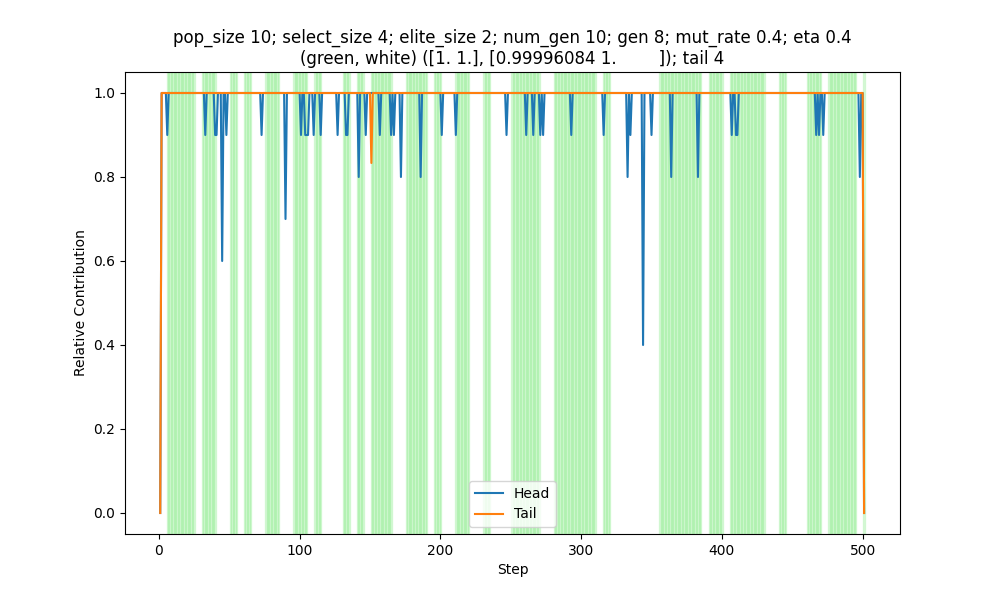 pop_size 10; select_size 4; elite_size 2; num_gen 10; gen 8; mut_rate 0.4; eta 0.4
(green, white) ([1. 1.], [0.99996084 1.        ]); tail 4
1.0
0.8
0.6
0.4
0.2
0.0
Relative Contribution
Head
Tail
0
100
200
300
400
500
Step